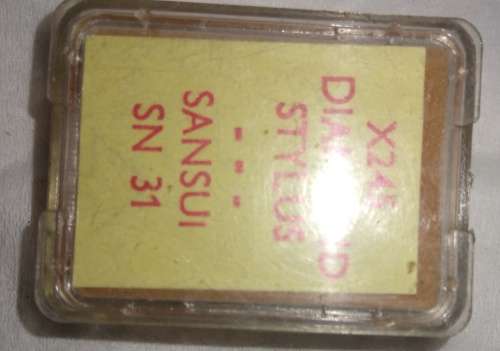 X245
DIAMOND
STYLUS
- - -
SANSUI
SN 31